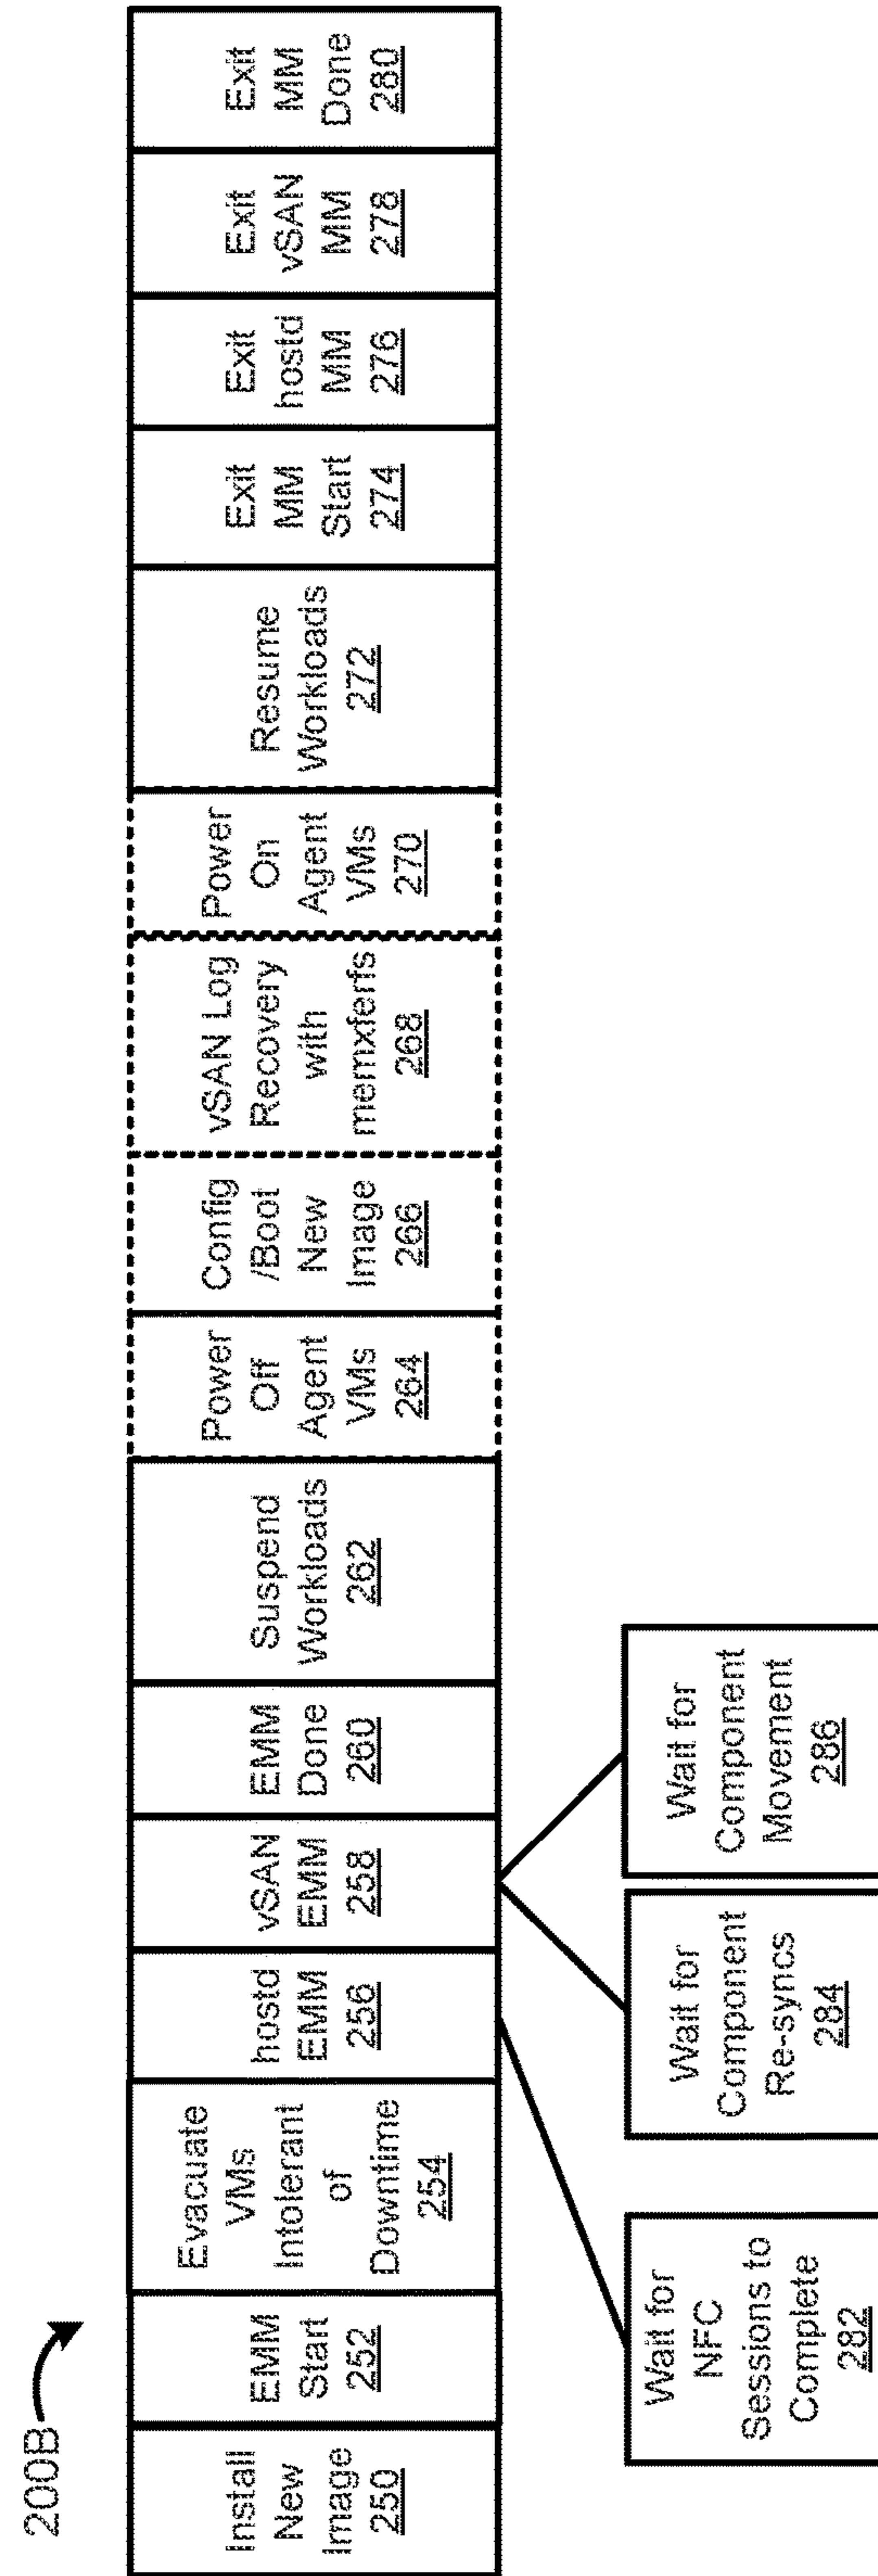 200B
Install
New
Image
250
EMM
Start
252
Evacuate
VMs
Intolerant
of
Downtime
254
hostd
EMM
256
vSAN
EMM
258
EMM
Done
260
Suspend
Workloads
262
Power
Off
Agent
VMs
264
Config
/Boot
New
Image
266
vSAN Log
Recovery
with
memxferfs
268
Power
On
Agent
VMs
270
Resume
Workloads
272
Exit
MM
Start
274
Exit
hostd
MM
276
Exit
vSAN
MM
278
Exit
MM
Done
280
Wait for
NFC
Sessions to
Complete
282
Wait for
Component
Re-syncs
284
Wait for
Component
Movement
286